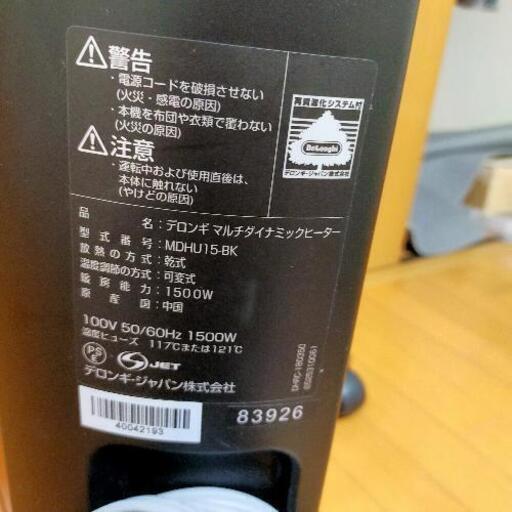 警告
・電源コードを破損させない
(火災・感電の原因)
・本機を布団や衣類で覆わない
(火災の原因)
注意
・運転中および使用直後は、
本体に触れない
(やけどの原因)
DeLonghi
デロンギ・ジャパン株式会社
品名：デロンギ マルチダイナミックヒーター
型式番号：MDHU15-BK
散熱の方式：乾式
温度調節の方式：可変式
暖房能力：1500W
原産国：中国
100V 50/60Hz 1500W
温度ヒューズ 117℃または121℃
PS
E
JET
デロンギ・ジャパン株式会社
40042193
83926